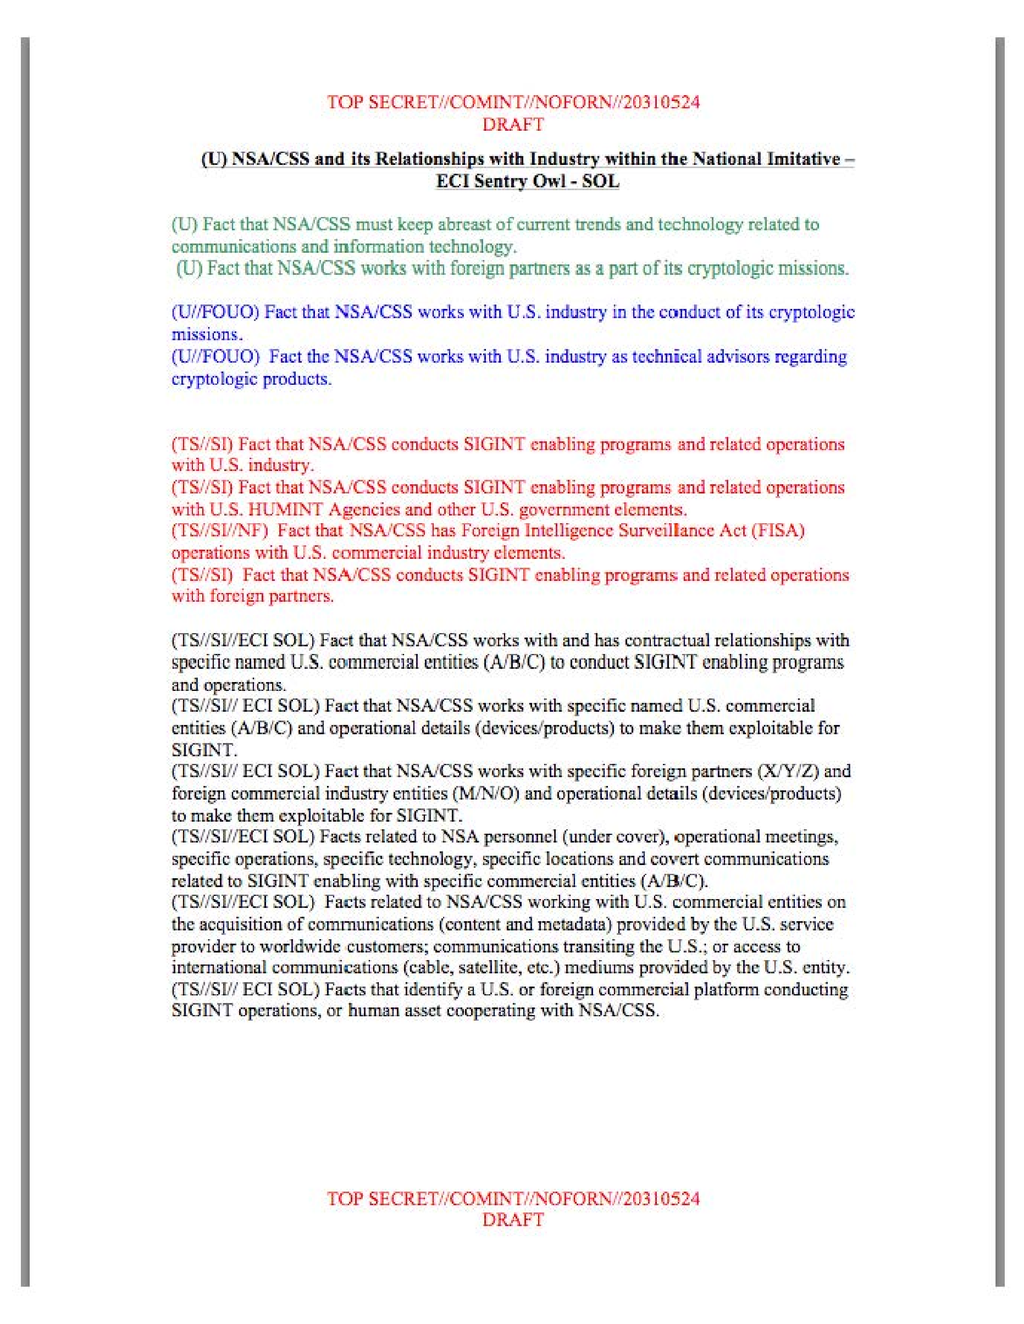 TOP SECRET//COMINT//NOFORN//20310524
DRAFT
(U) NSA/CSS and its Relationships with Industry within the National Imitative –
ECI Sentry Owl - SOL
(U) Fact that NSA/CSS must keep abreast of current trends and technology related to
communications and information technology.
(U) Fact that NSA/CSS works with foreign partners as a part of its cryptologic missions.
(U//FOUO) Fact that NSA/CSS works with U.S. industry in the conduct of its cryptologic
missions.
(U//FOUO) Fact the NSA/CSS works with U.S. industry as technical advisors regarding
cryptologic products.
(TS//SI) Fact that NSA/CSS conducts SIGINT enabling programs and related operations
with U.S. industry.
(TS//SI) Fact that NSA/CSS conducts SIGINT enabling programs and related operations
with U.S. HUMINT Agencies and other U.S. government elements.
(TS//SI//NF) Fact that NSA/CSS has Foreign Intelligence Surveillance Act (FISA)
operations with U.S. commercial industry elements.
(TS//SI) Fact that NSA/CSS conducts SIGINT enabling programs and related operations
with foreign partners.
(TS//SI//ECI SOL) Fact that NSA/CSS works with and has contractual relationships with
specific named U.S. commercial entities (A/B/C) to conduct SIGINT enabling programs
and operations.
(TS//SI// ECI SOL) Fact that NSA/CSS works with specific named U.S. commercial
entities (A/B/C) and operational details (devices/products) to make them exploitable for
SIGINT.
(TS//SI// ECI SOL) Fact that NSA/CSS works with specific foreign partners (X/Y/Z) and
foreign commercial industry entities (M/N/O) and operational details (devices/products)
to make them exploitable for SIGINT.
(TS//SI//ECI SOL) Facts related to NSA personnel (under cover), operational meetings,
specific operations, specific technology, specific locations and covert communications
related to SIGINT enabling with specific commercial entities (A/B/C).
(TS//SI//ECI SOL) Facts related to NSA/CSS working with U.S. commercial entities on
the acquisition of communications (content and metadata) provided by the U.S. service
provider to worldwide customers; communications transiting the U.S.; or access to
international communications (cable, satellite, etc.) mediums provided by the U.S. entity.
(TS//SI// ECI SOL) Facts that identify a U.S. or foreign commercial platform conducting
SIGINT operations, or human asset cooperating with NSA/CSS.
TOP SECRET//COMINT//NOFORN//20310524
DRAFT